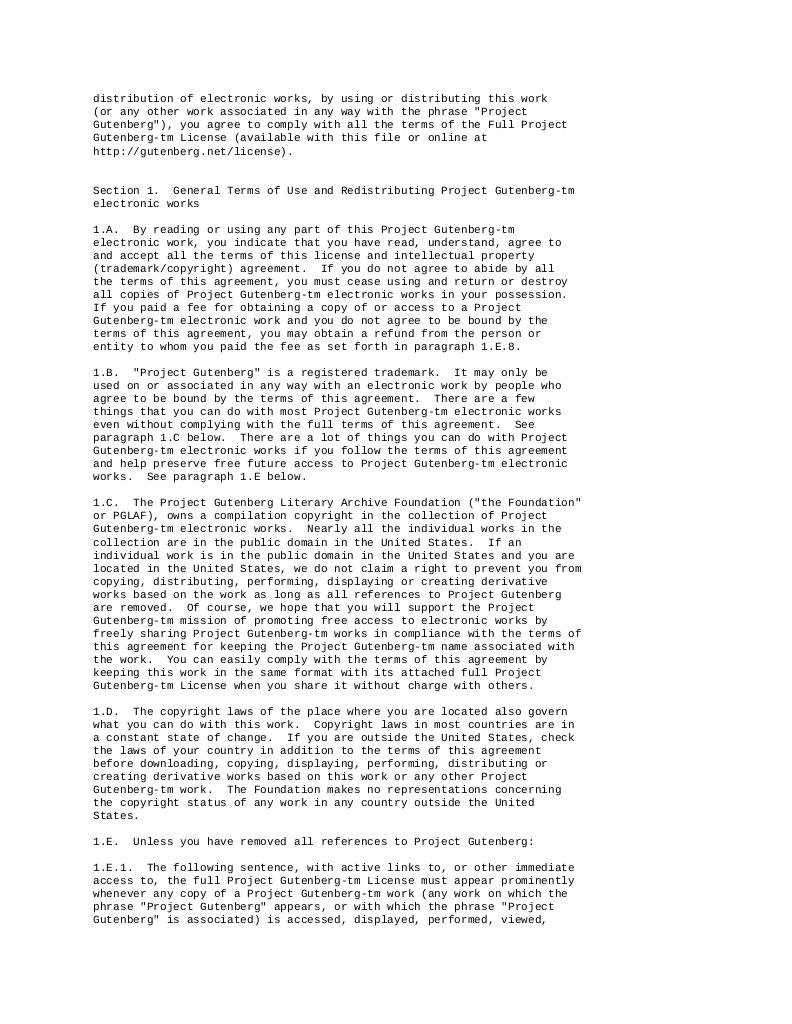 distribution of electronic works, by using or distributing this work
(or any other work associated in any way with the phrase "Project
Gutenberg"), you agree to comply with all the terms of the Full Project
Gutenberg-tm License (available with this file or online at
http://gutenberg.net/license).
Section 1.  General Terms of Use and Redistributing Project Gutenberg-tm
electronic works
1.A.  By reading or using any part of this Project Gutenberg-tm
electronic work, you indicate that you have read, understand, agree to
and accept all the terms of this license and intellectual property
(trademark/copyright) agreement.  If you do not agree to abide by all
the terms of this agreement, you must cease using and return or destroy
all copies of Project Gutenberg-tm electronic works in your possession.
If you paid a fee for obtaining a copy of or access to a Project
Gutenberg-tm electronic work and you do not agree to be bound by the
terms of this agreement, you may obtain a refund from the person or
entity to whom you paid the fee as set forth in paragraph 1.E.8.
1.B.  "Project Gutenberg" is a registered trademark.  It may only be
used on or associated in any way with an electronic work by people who
agree to be bound by the terms of this agreement.  There are a few
things that you can do with most Project Gutenberg-tm electronic works
even without complying with the full terms of this agreement.  See
paragraph 1.C below.  There are a lot of things you can do with Project
Gutenberg-tm electronic works if you follow the terms of this agreement
and help preserve free future access to Project Gutenberg-tm electronic
works.  See paragraph 1.E below.
1.C.  The Project Gutenberg Literary Archive Foundation ("the Foundation"
or PGLAF), owns a compilation copyright in the collection of Project
Gutenberg-tm electronic works.  Nearly all the individual works in the
collection are in the public domain in the United States.  If an
individual work is in the public domain in the United States and you are
located in the United States, we do not claim a right to prevent you from
copying, distributing, performing, displaying or creating derivative
works based on the work as long as all references to Project Gutenberg
are removed.  Of course, we hope that you will support the Project
Gutenberg-tm mission of promoting free access to electronic works by
freely sharing Project Gutenberg-tm works in compliance with the terms of
this agreement for keeping the Project Gutenberg-tm name associated with
the work.  You can easily comply with the terms of this agreement by
keeping this work in the same format with its attached full Project
Gutenberg-tm License when you share it without charge with others.
1.D.  The copyright laws of the place where you are located also govern
what you can do with this work.  Copyright laws in most countries are in
a constant state of change.  If you are outside the United States, check
the laws of your country in addition to the terms of this agreement
before downloading, copying, displaying, performing, distributing or
creating derivative works based on this work or any other Project
Gutenberg-tm work.  The Foundation makes no representations concerning
the copyright status of any work in any country outside the United
States.
1.E.  Unless you have removed all references to Project Gutenberg:
1.E.1.  The following sentence, with active links to, or other immediate
access to, the full Project Gutenberg-tm License must appear prominently
whenever any copy of a Project Gutenberg-tm work (any work on which the
phrase "Project Gutenberg" appears, or with which the phrase "Project
Gutenberg" is associated) is accessed, displayed, performed, viewed,